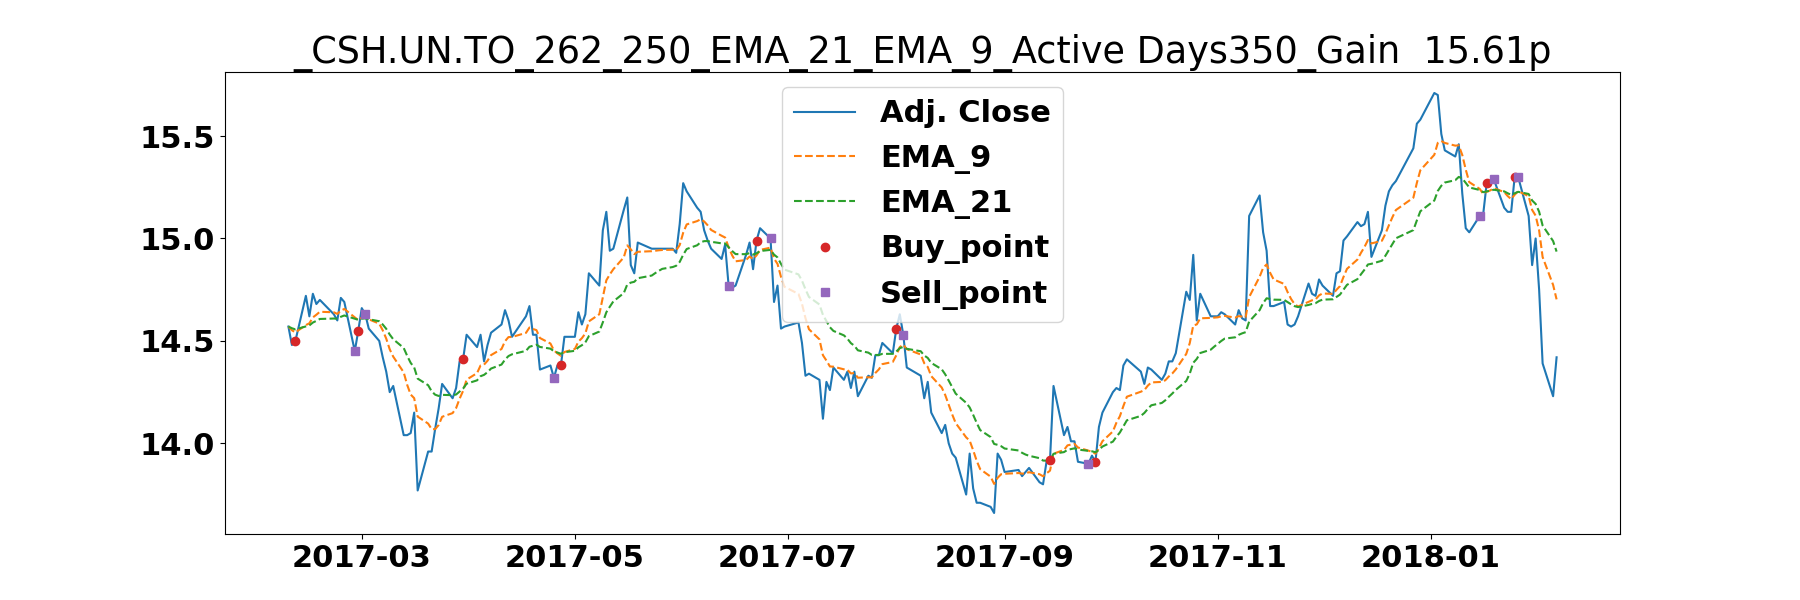 _CSH.UN.TO_262_250_EMA_21_EMA_9_Active Days350_Gain  15.61p
Adj. Close
EMA_9
EMA_21
Buy_point
Sell_point
15.5
15.0
14.5
14.0
2017-03 2017-05 2017-07 2017-09 2017-11 2018-01